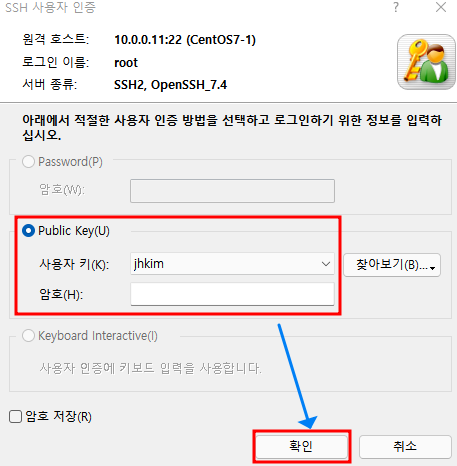 SSH 사용자 인증
?
원격 호스트: 10.0.0.11:22 (CentOS7-1)
로그인 이름: root
서버 종류: SSH2, OpenSSH_7.4
아래에서 적절한 사용자 인증 방법을 선택하고 로그인하기 위한 정보를 입력하
십시오.
Password(P)
암호(W):
Public Key(U)
사용자 키(K): jhkim 찾아보기(B)...
암호(H):
Keyboard Interactive(I)
사용자 인증에 키보드 입력을 사용합니다.
암호 저장(R)
확인 취소